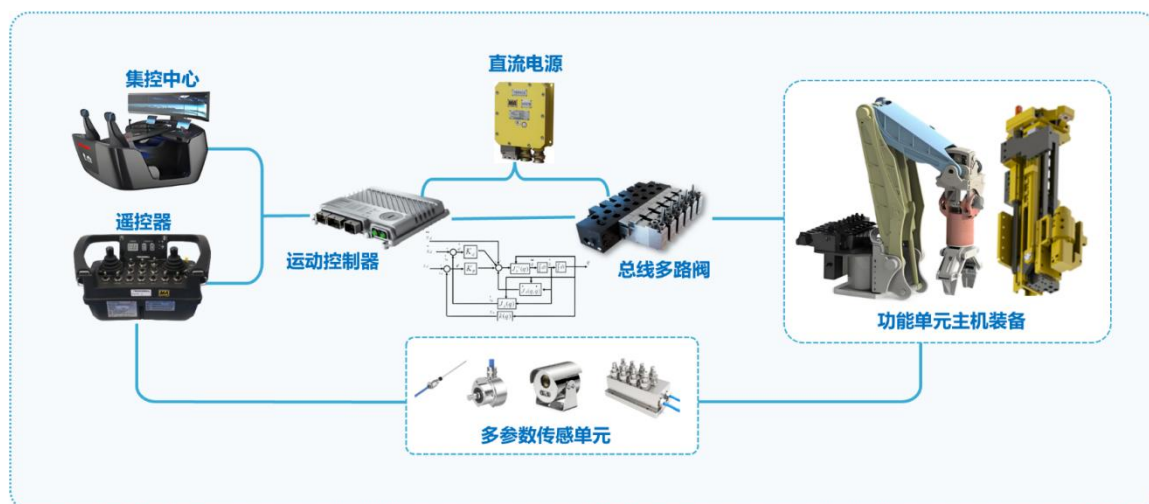 集控中心
直流电源
遥控器
运动控制器
总线多路阀
功能单元主机装备
多参数传感单元